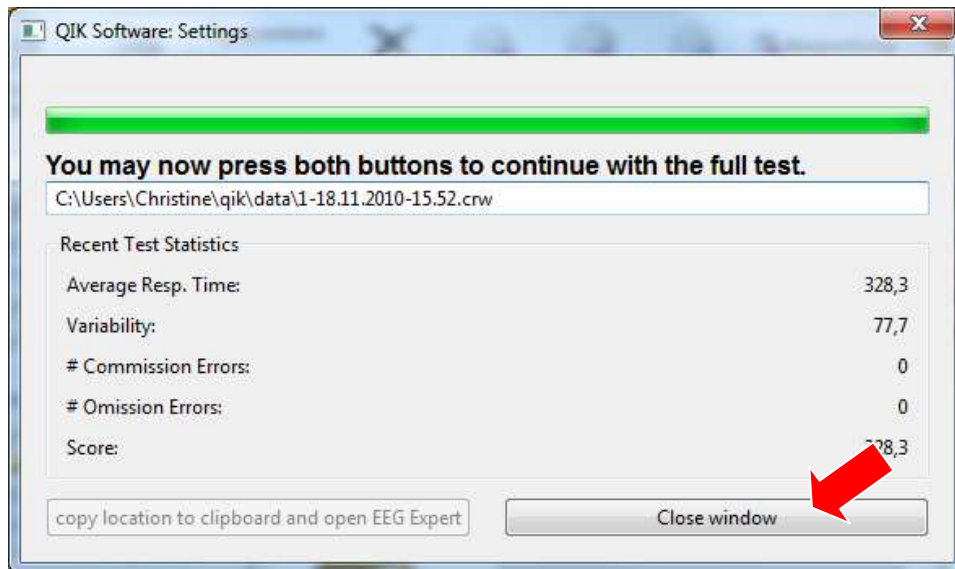 QIK Software: Settings
You may now press both buttons to continue with the full test.
C:\Users\Christine\qik\data\1-18.11.2010-15.52.crw
Recent Test Statistics
Average Resp. Time: 328,3
Variability: 77,7
# Commission Errors: 0
# Omission Errors: 0
Score: 328,3
copy location to clipboard and open EEG Expert Close window